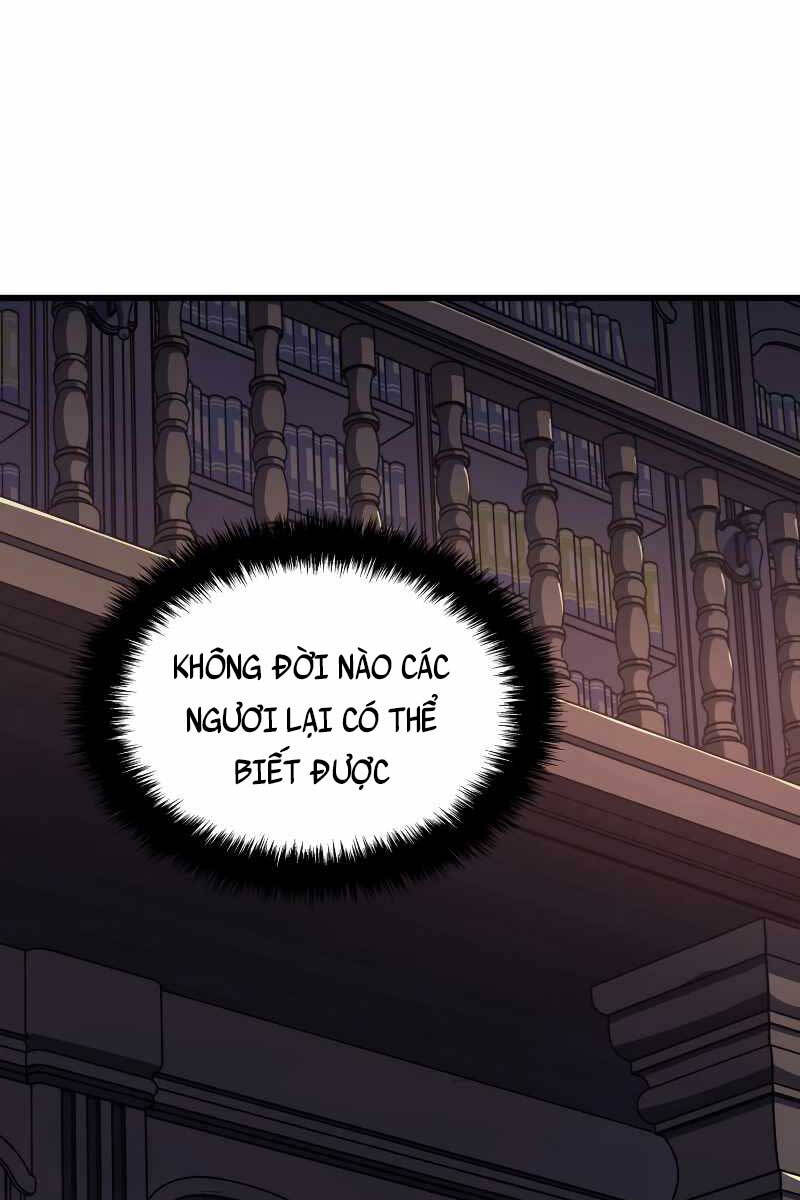 KHÔNG ĐỜI NÀO CÁC
NGƯƠI LẠI CÓ THỂ
BIẾT ĐƯỢC